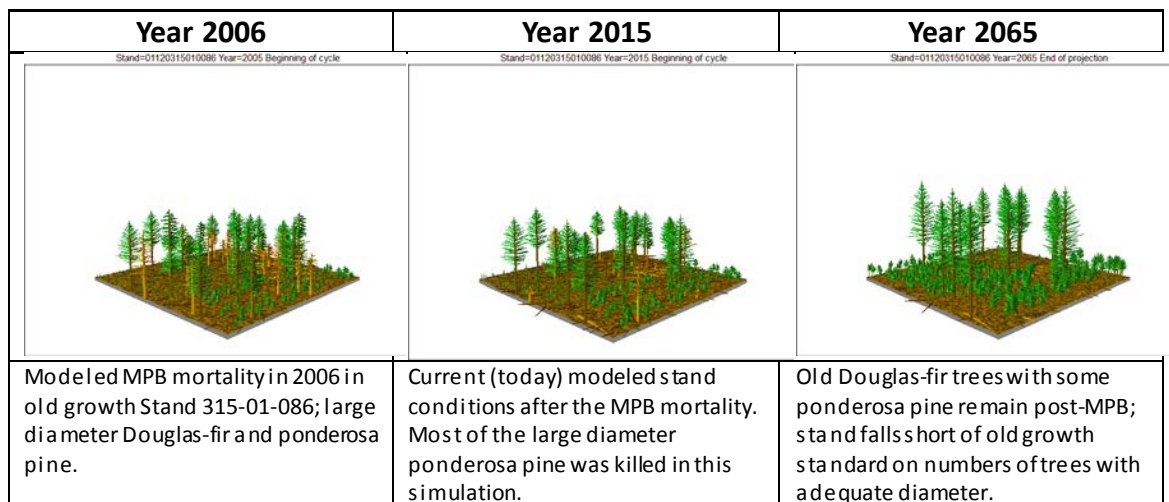 Year 2006
Year 2015
Year 2065
Stand=01120315010086 Year=2005 Beginning of cycle
Stand=01120315010086 Year=2015 Beginning of cycle
Stand=01120315010086 Year=2065 End of projection
Modeled MPB mortality in 2006 in
old growth Stand 315-01-086; large
diameter Douglas-fir and ponderosa
pine.
Current (today) modeled stand
conditions after the MPB mortality.
Most of the large diameter
ponderosa pine was killed in this
simulation.
Old Douglas-fir trees with some
ponderosa pine remain post-MPB;
stand falls short of old growth
standard on numbers of trees with
adequate diameter.